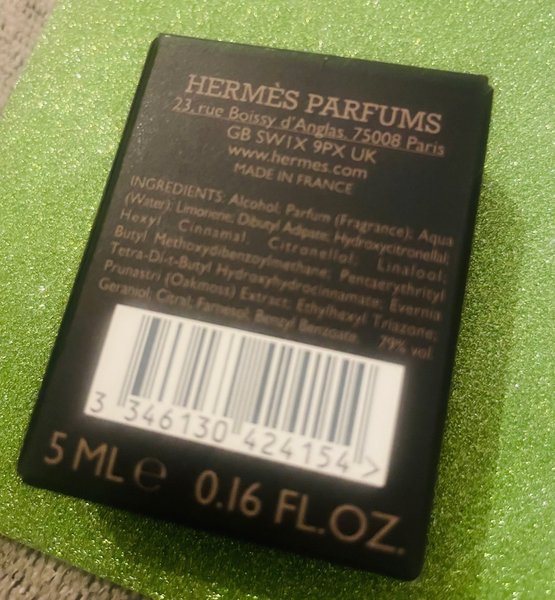 HERMÈS PARFUMS
23, rue Boissy d'Anglas, 75008 Paris
GB SW1X 9PX UK
www.hermes.com
MADE IN FRANCE
INGREDIENTS: Alcohol, Parfum (Fragrance); Aqua
(Water); Limonene; Dibutyl Adipate; Hydroxycitronellal;
Hexyl Cinnamal; Citronellol; Linalool;
Butyl Methoxydibenzoylmethane; Pentaerythrityl
Tetra-Di-t-Butyl Hydroxyhydrocinnamate; Evernia
Prunastri (Oakmoss) Extract; Ethylhexyl Triazone;
Geraniol; Citral; Farnesol; Benzyl Benzoate. 79% vol.
3 346130 424154 >
5 ML e 0.16 FL.OZ.